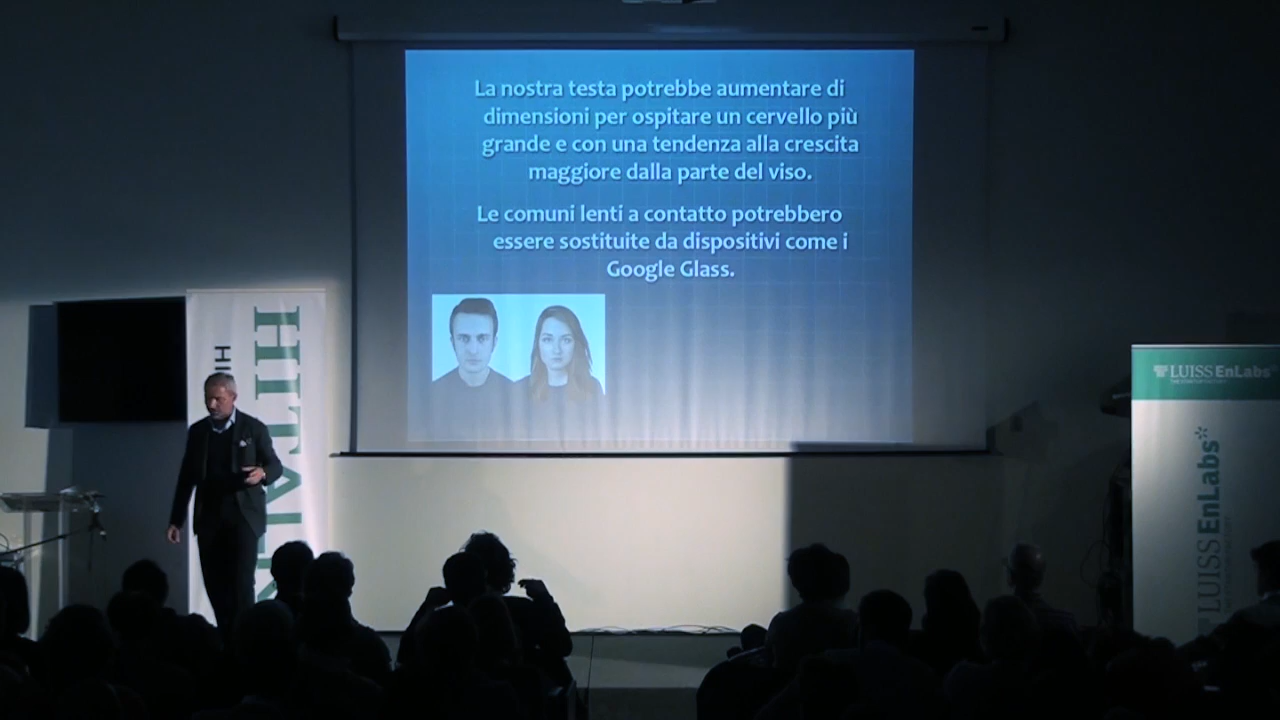 La nostra testa potrebbe aumentare di
dimensioni per ospitare un cervello più
grande e con una tendenza alla crescita
maggiore dalla parte del viso.
Le comuni lenti a contatto potrebbero
essere sostituite da dispositivi come i
Google Glass.
LUISS EnLabs
LUISS EnLabs*